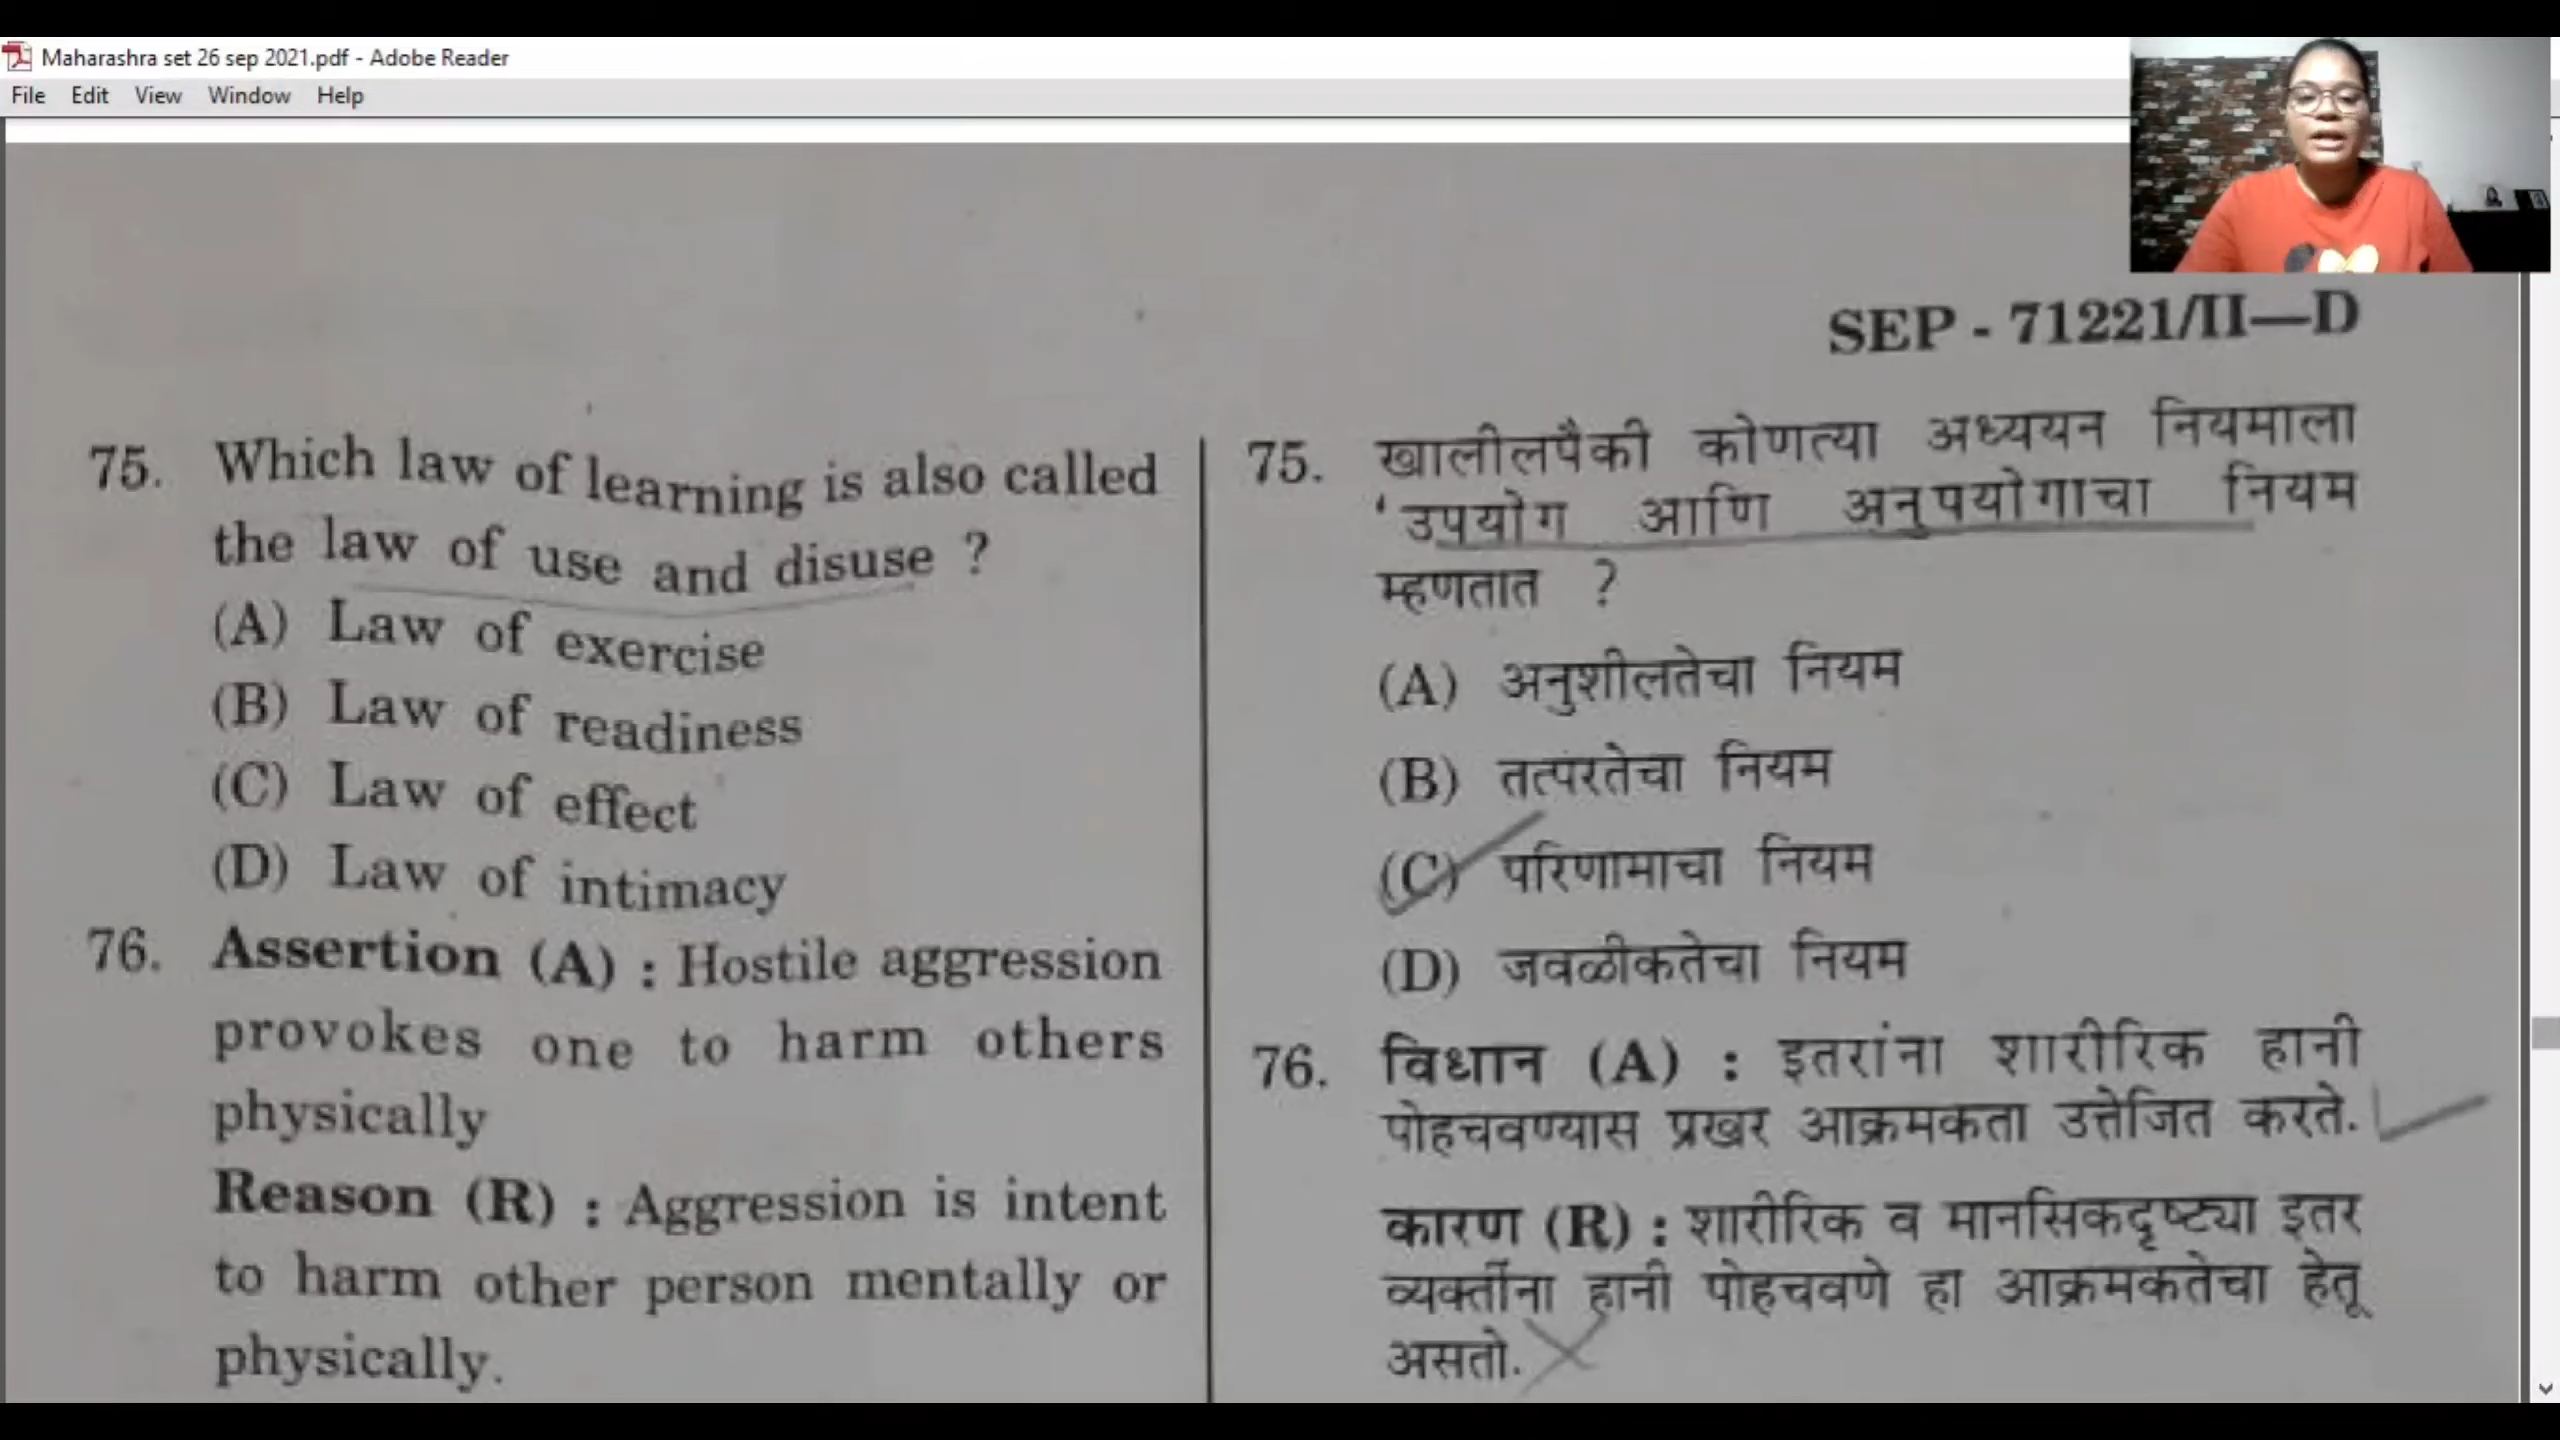 Maharashra set 26 sep 2021.pdf - Adobe Reader
File Edit View Window Help
SEP - 71221/II—D
75. Which law of learning is also called
the law of use and disuse ?
(A) Law of exercise
(B) Law of readiness
(C) Law of effect
(D) Law of intimacy
76. Assertion (A) : Hostile aggression
provokes one to harm others
physically
Reason (R) : Aggression is intent
to harm other person mentally or
physically.
75. खालीलपैकी कोणत्या अध्ययन नियमाला
‘उपयोग आणि अनुपयोगाचा नियम
म्हणतात ?
(A) अनुशीलतेचा नियम
(B) तत्परतेचा नियम
(C) परिणामाचा नियम
(D) जवळीकतेचा नियम
76. विधान (A) : इतरांना शारीरिक हानी
पोहचवण्यास प्रखर आक्रमकता उत्तेजित करते.
कारण (R) : शारीरिक व मानसिकदृष्ट्या इतर
व्यक्तींना हानी पोहचवणे हा आक्रमकतेचा हेतू
असतो.